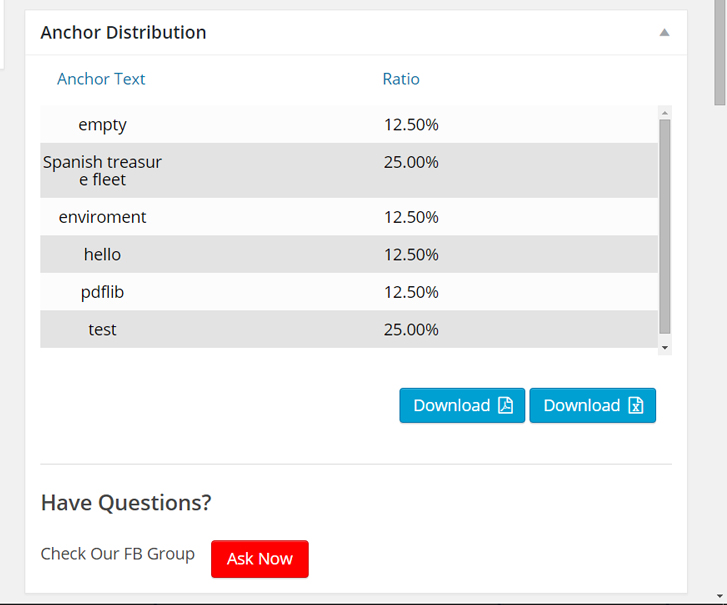 Anchor Distribution
Anchor Text Ratio
empty 12.50%
Spanish treasur 25.00%
e fleet
enviroment 12.50%
hello 12.50%
pdflib 12.50%
test 25.00%
Download Download
Have Questions?
Check Our FB Group Ask Now